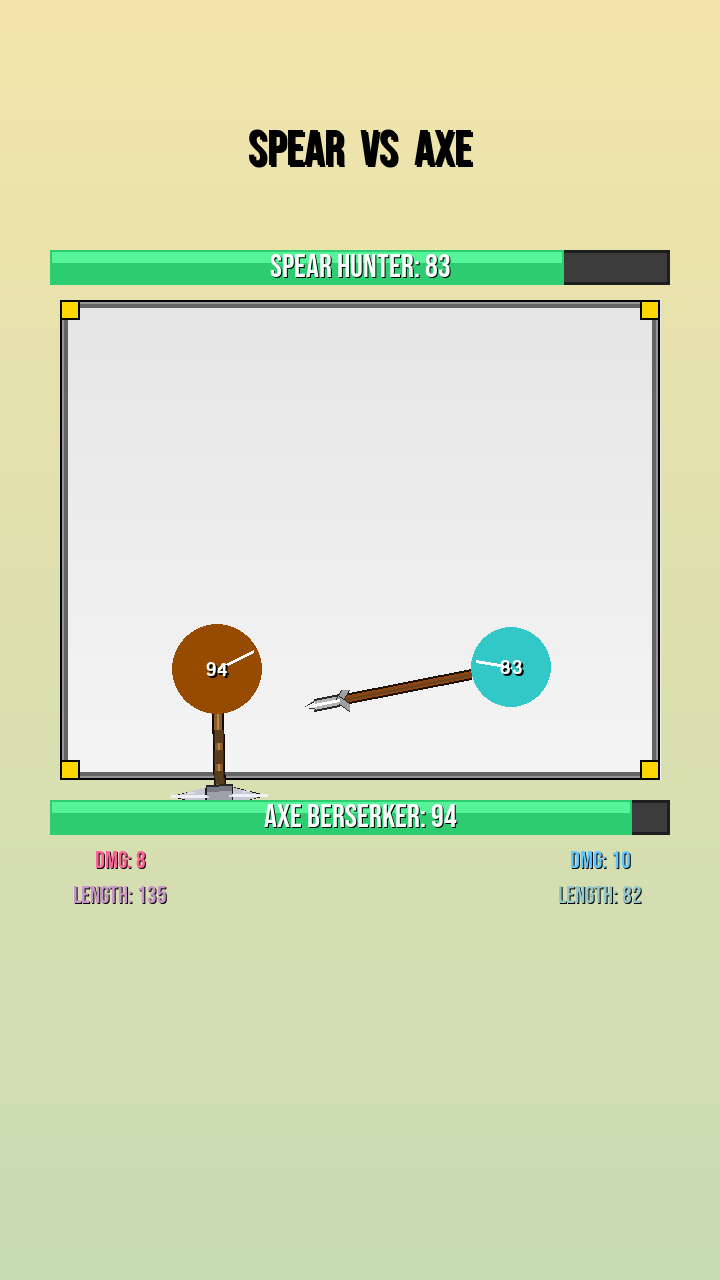 SPEAR VS AXE
SPEAR HUNTER: 83
94
83
AXE BERSERKER: 94
DMG: 8
DMG: 10
LENGTH: 135
LENGTH: 82